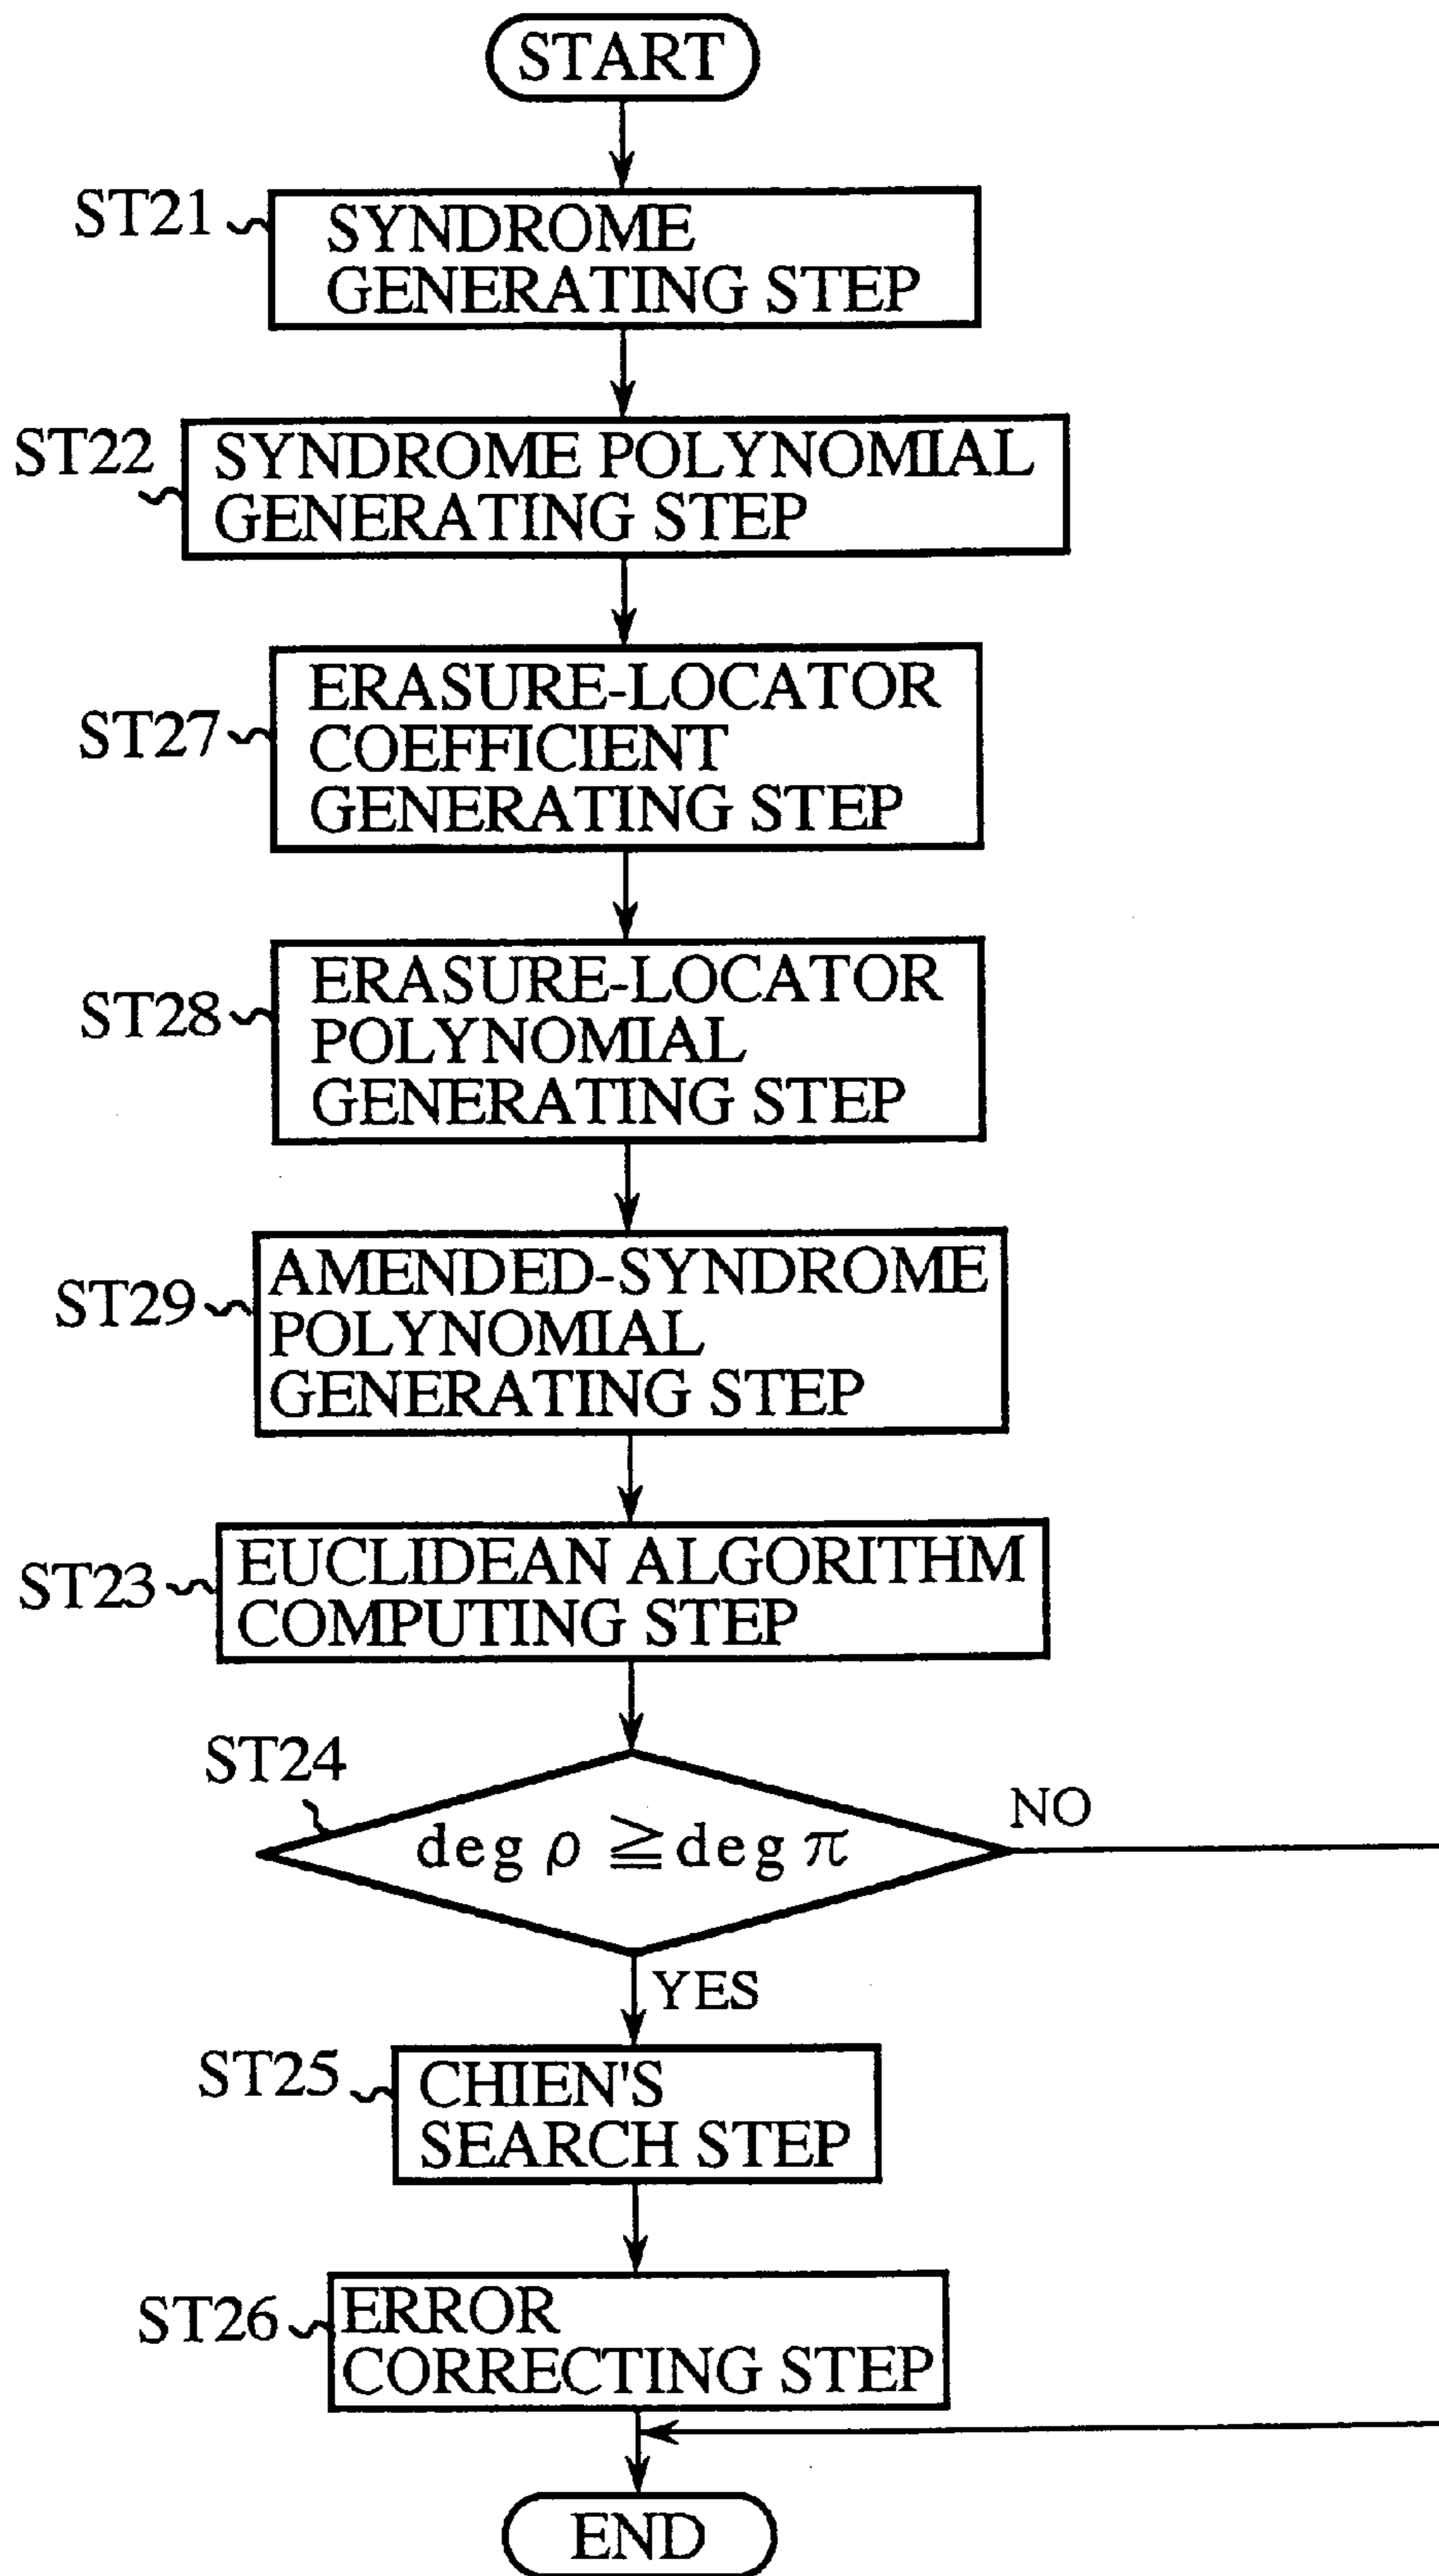 START
ST21
SYNDROME
GENERATING STEP
ST22
SYNDROME POLYNOMIAL
GENERATING STEP
ST27
ERASURE-LOCATOR
COEFFICIENT
GENERATING STEP
ST28
ERASURE-LOCATOR
POLYNOMIAL
GENERATING STEP
ST29
AMENDED-SYNDROME
POLYNOMIAL
GENERATING STEP
ST23
EUCLIDEAN ALGORITHM
COMPUTING STEP
ST24
deg ρ ≧ deg π
NO
YES
ST25
CHIEN'S
SEARCH STEP
ST26
ERROR
CORRECTING STEP
END